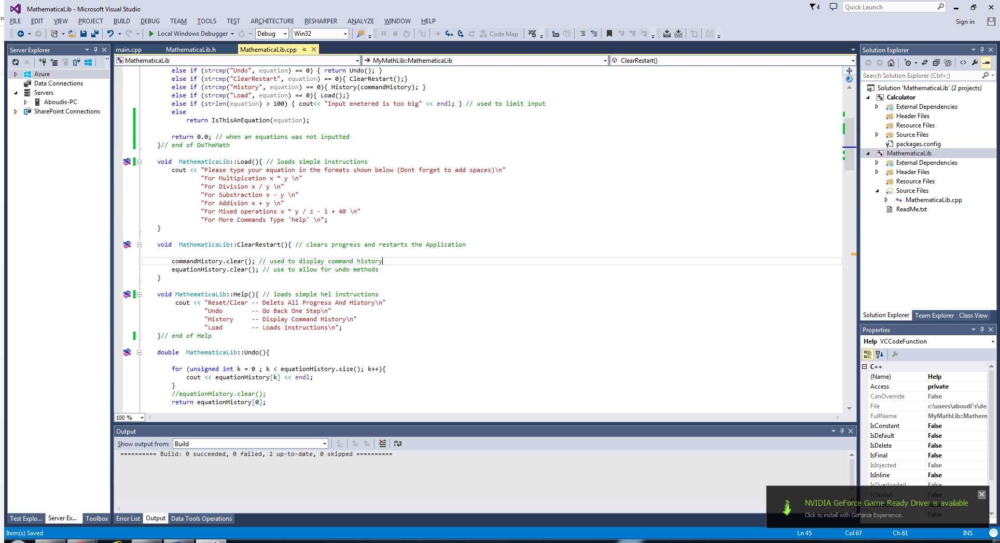 MathematicaLib - Microsoft Visual Studio
4
Quick Launch
FILE EDIT VIEW PROJECT BUILD DEBUG TEAM TOOLS TEST ARCHITECTURE RESHARPER ANALYZE WINDOW HELP
Sign in
Local Windows Debugger Debug Win32 Code Map
Server Explorer
Azure
Data Connections
Servers
Aboudis-PC
SharePoint Connections
Test Explo... Server Ex... Toolbox
main.cpp MathematicaLib.h MathematicaLib.cpp
MathematicaLib MyMathLib::MathematicaLib ClearRestart()
else if (strcmp("Undo", equation) == 0) { return Undo(); }
else if (strcmp("ClearRestart", equation) == 0){ ClearRestart();}
else if (strcmp("History", equation) == 0){ History(commandHistory); }
else if (strcmp("Load", equation) == 0){ Load();}
else if (strlen(equation) > 100) { cout<< "Input enetered is too big" << endl; } // used to limit input
else
return IsThisAnEquation(equation);
return 0.0; // when an equations was not inputted
}// end of DoTheMath
void MathematicaLib::Load(){ // loads simple instructions
cout << "Please type your equation in the formats shown below (Dont forget to add spaces)\n"
"For Multipication x * y \n"
"For Division x / y \n"
"For Substraction x - y \n"
"For Addision x + y \n"
"For Mixed operations x * y / z - i + 40 \n"
"For More Commands Type 'help' \n";
}
void MathematicaLib::ClearRestart(){ // clears progress and restarts the Application
commandHistory.clear(); // used to display command history
equationHistory.clear(); // use to allow for undo methods
}
void MathematicaLib::Help(){ // loads simple hel instructions
cout << "Reset/Clear -- Deletes All Progress And History\n"
"Undo -- Go Back One Step\n"
"History -- Display Command History\n"
"Load -- Loads instructions\n";
}// end of Help
double MathematicaLib::Undo(){
for (unsigned int k = 0 ; k < equationHistory.size(); k++){
cout << equationHistory[k] << endl;
}
//equationHistory.clear();
return equationHistory[0];
100 %
Output
Show output from: Build
========== Build: 0 succeeded, 0 failed, 2 up-to-date, 0 skipped ==========
Error List Output Data Tools Operations
Solution Explorer
Search Solution Explorer (Ctrl+;)
Solution 'MathematicaLib' (2 projects)
Calculator
External Dependencies
Header Files
Resource Files
Source Files
packages.config
MathematicaLib
External Dependencies
Header Files
Resource Files
Source Files
MathematicaLib.cpp
ReadMe.txt
Solution Explorer Team Explorer Class View
Properties
Help VCCodeFunction
C++
(Name) Help
Access private
CanOverride False
File c:\users\aboudi's\de
FullName MyMathLib::Mathem
IsConstant False
IsDefault False
IsDelete False
IsFinal False
IsInjected False
IsInline False
IsOverloaded False
IsSealed False
False
NVIDIA GeForce Game Ready Driver is available
Click to install with GeForce Experience.
Item(s) Saved Ln 45 Col 67 Ch 61 INS